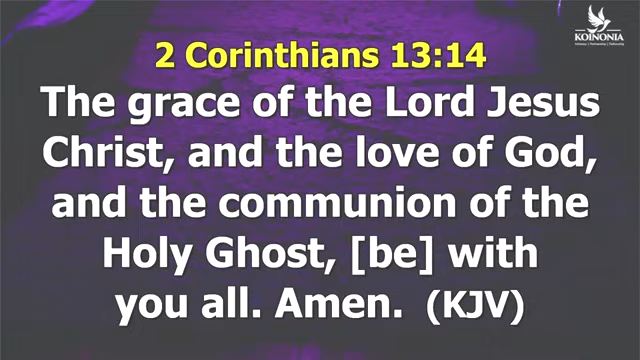 KOINONIA
2 Corinthians 13:14
The grace of the Lord Jesus
Christ, and the love of God,
and the communion of the
Holy Ghost, [be] with
you all. Amen. (KJV)